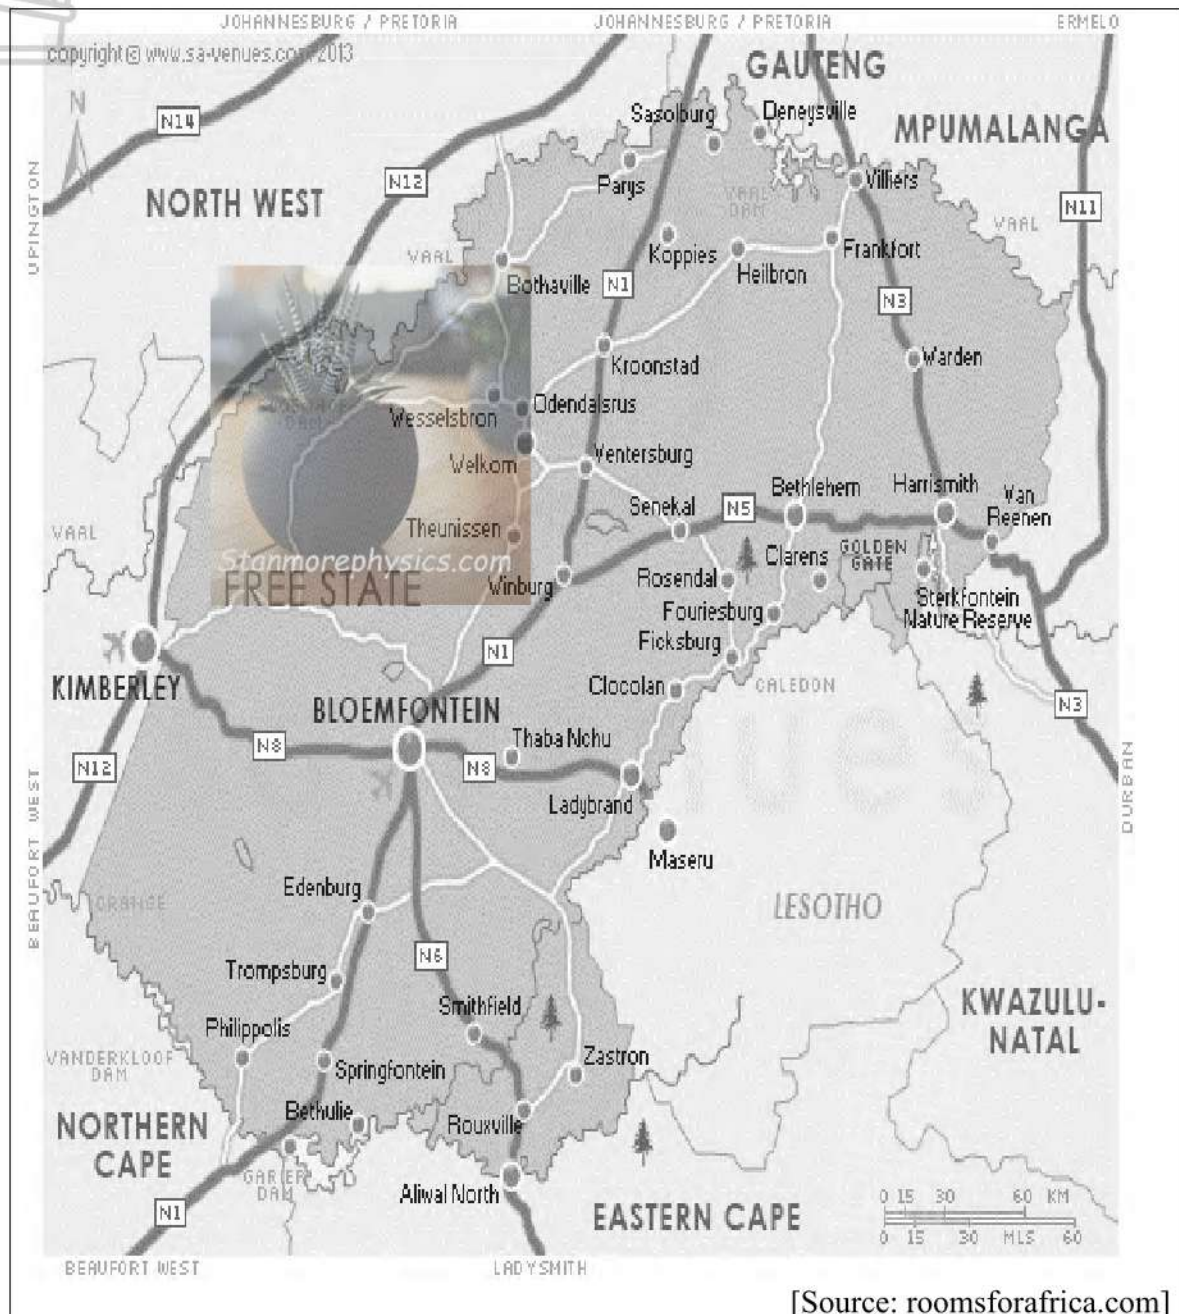 JOHANNESBURG / PRETORIA
JOHANNESBURG / PRETORIA
ERMELO
copyright © www.sa-venues.com 2013
GAUTENG
N
N14
Sasolburg
Deneysville
MPUMALANGA
UPINGTON
NORTH WEST
N12
Parys
VAAL
DAM
Villiers
N11
VAAL
VAAL
Koppies
Heilbron
Frankfort
Bothaville
N1
N3
Kroonstad
Warden
Wesselsbron
Odendalsrus
Welkom
Ventersburg
Senekal
N5
Bethlehem
Harrismith
Van
Reenen
VAAL
Theunissen
Clarens
GOLDEN
GATE
Stanmorephysics.com
FREE STATE
Winburg
Rosendal
Sterkfontein
Nature Reserve
Fouriesburg
Ficksburg
N1
KIMBERLEY
Clocolan
CALEDON
N3
BLOEMFONTEIN
N8
Thaba Nchu
N12
N8
Ladybrand
DURBAN
BEAUFORT WEST
Maseru
Edenburg
ORANGE
LESOTHO
N6
Trompsburg
Smithfield
KWAZULU-
NATAL
Philippolis
VANDERKLOOF
DAM
Springfontein
Zastron
NORTHERN
CAPE
Bethulie
Rouxville
GARIEP
DAM
Aliwal North
N1
EASTERN CAPE
0 15 30 60 KM
0 15 30 MLS 60
BEAUFORT WEST
LADYSMITH
[Source: roomsforafrica.com]